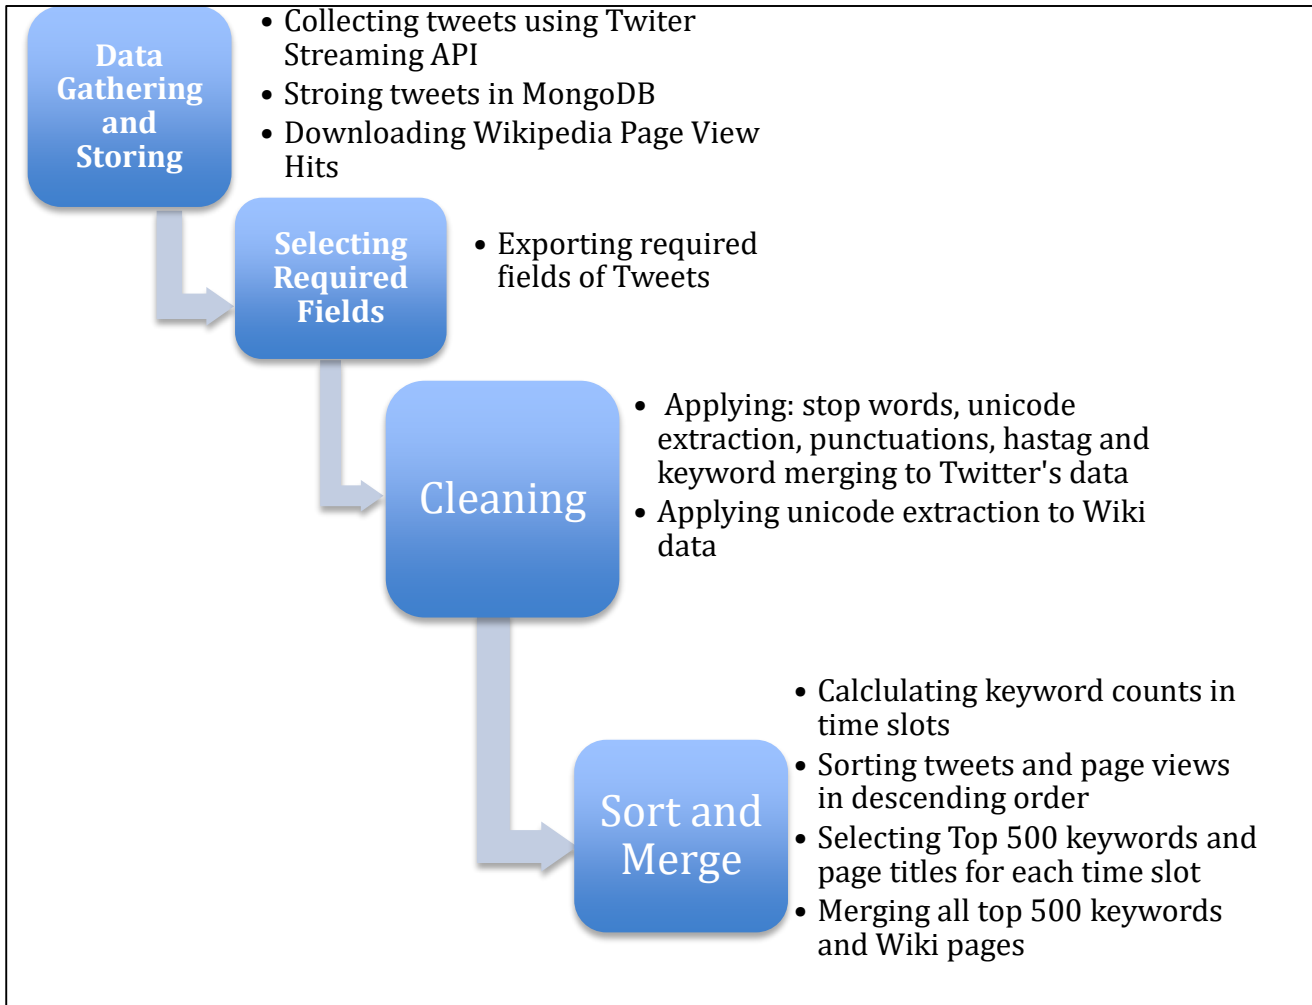 Data
Gathering
and
Storing
• Collecting tweets using Twiter
Streaming API
• Stroing tweets in MongoDB
• Downloading Wikipedia Page View
Hits
Selecting
Required
Fields
• Exporting required
fields of Tweets
Cleaning
• Applying: stop words, unicode
extraction, punctuations, hastag and
keyword merging to Twitter's data
• Applying unicode extraction to Wiki
data
Sort and
Merge
• Calclulating keyword counts in
time slots
• Sorting tweets and page views
in descending order
• Selecting Top 500 keywords and
page titles for each time slot
• Merging all top 500 keywords
and Wiki pages